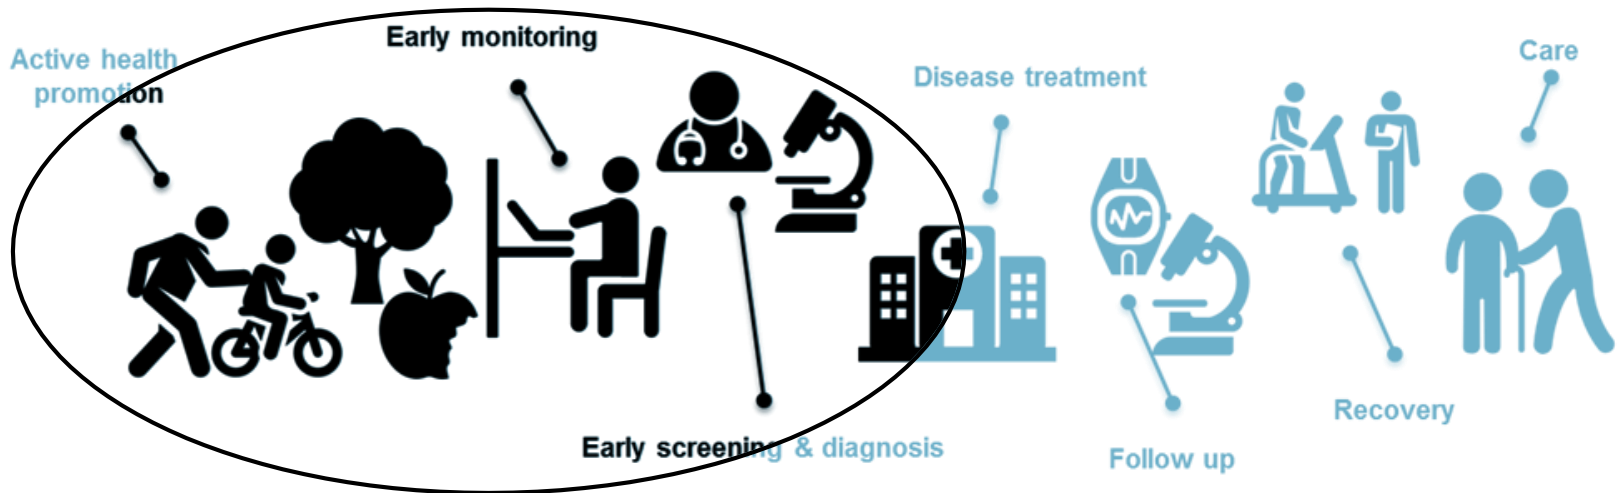 Active health
promotion
Early monitoring
Early screening & diagnosis
Disease treatment
Follow up
Recovery
Care